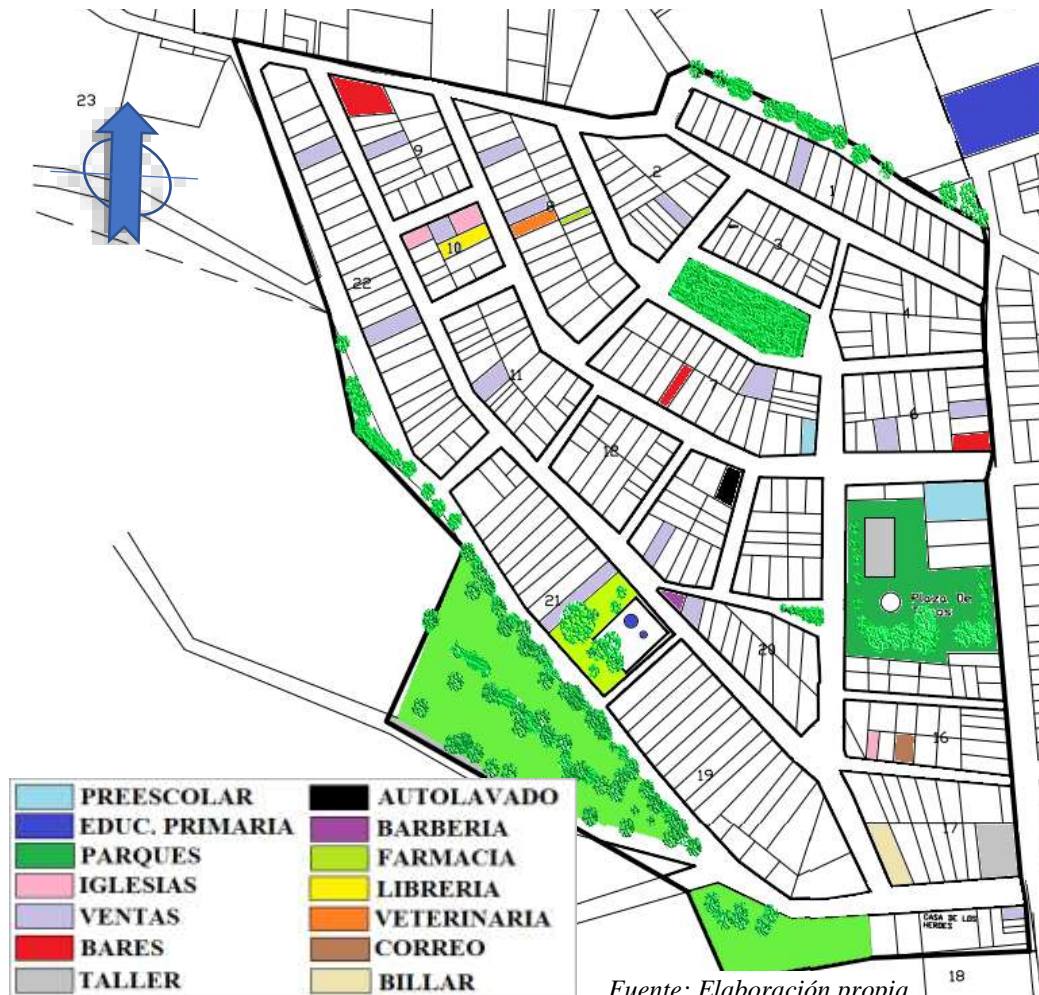 23
9
2
1
8
3
10
22
4
11
7
6
12
Plaza De
21
20
16
19
17
CASA DE LOS
HEROES
18
PREESCOLAR
EDUC. PRIMARIA
PARQUES
IGLESIAS
VENTAS
BARES
TALLER
AUTOLAVADO
BARBERIA
FARMACIA
LIBRERIA
VETERINARIA
CORREO
BILLAR
Fuente: Elaboración propia